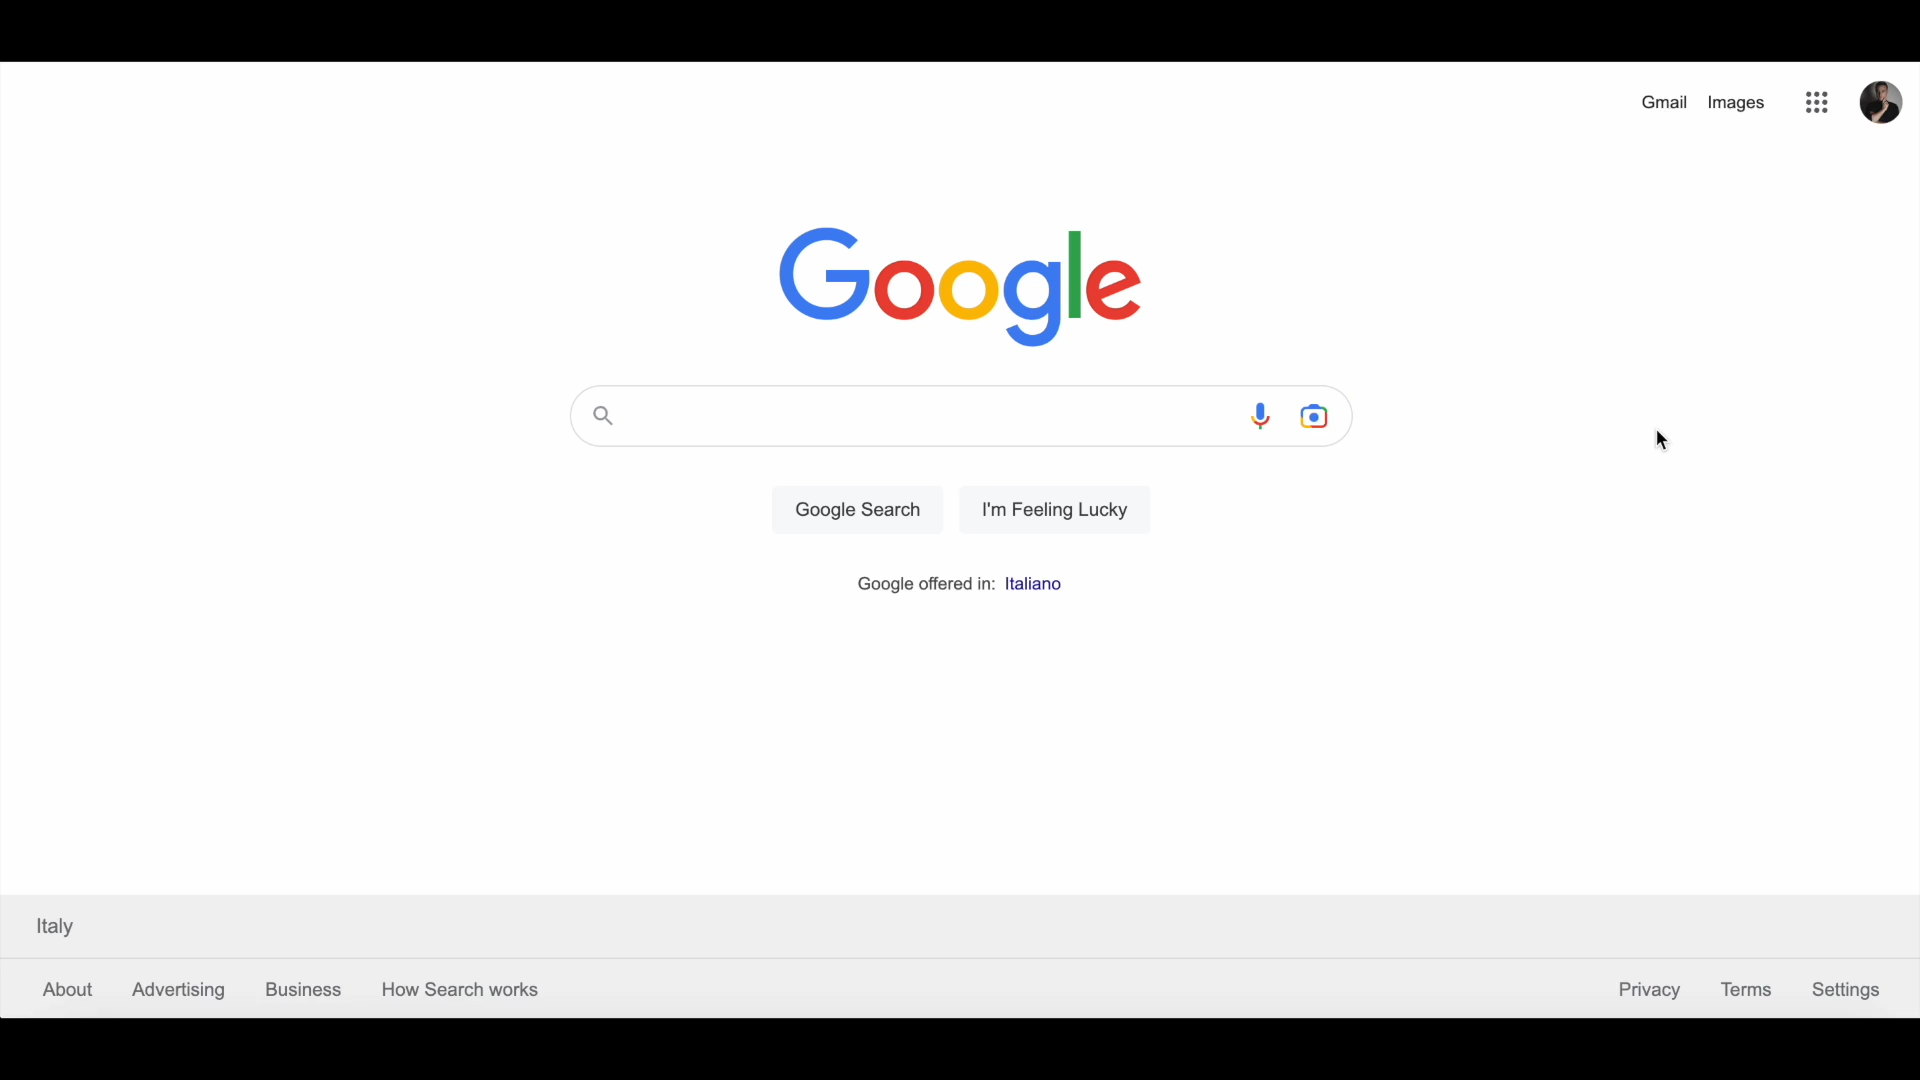 Gmail Images
Google
Google Search I'm Feeling Lucky
Google offered in: Italiano
Italy
About Advertising Business How Search works Privacy Terms Settings